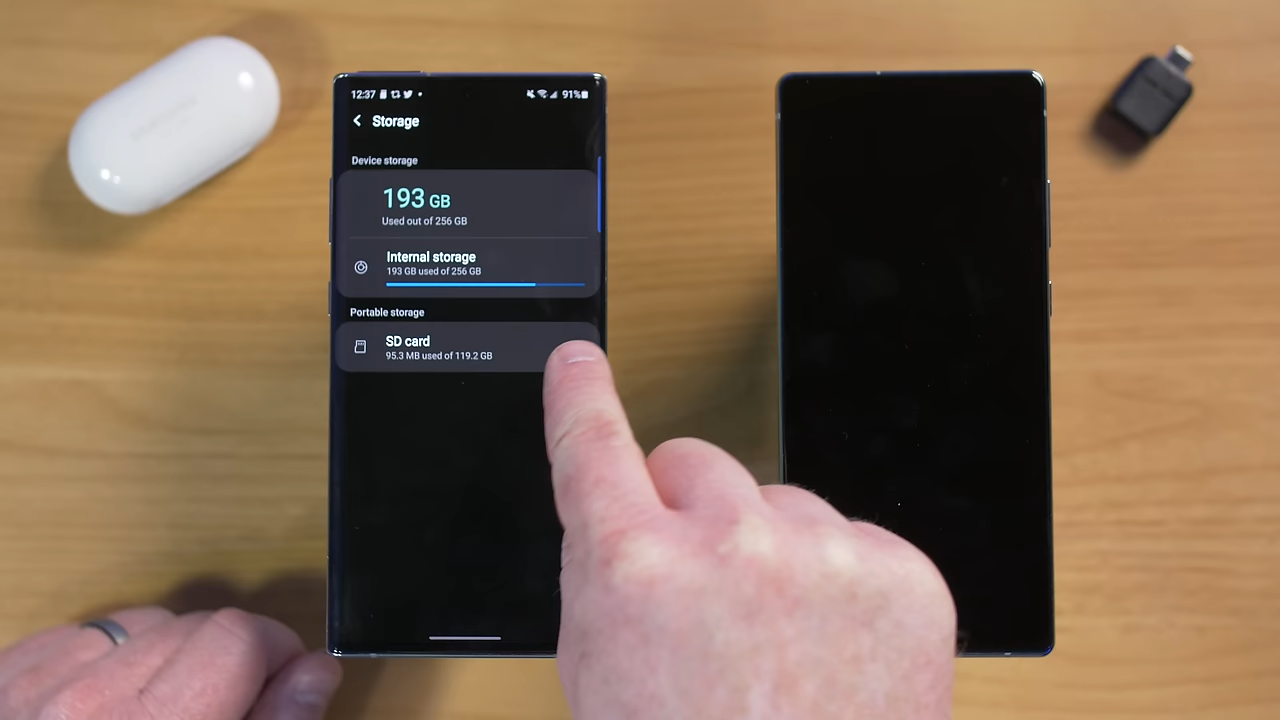 12:37 91%
Storage
Device storage
193 GB
Used out of 256 GB
Internal storage
193 GB used of 256 GB
Portable storage
SD card
95.3 MB used of 119.2 GB